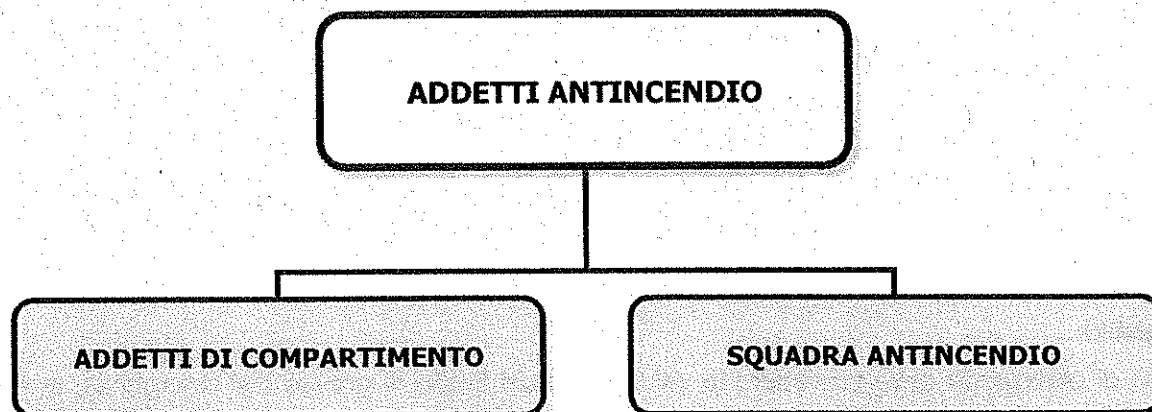 ADDETTI ANTINCENDIO
ADDETTI DI COMPARTIMENTO
SQUADRA ANTINCENDIO